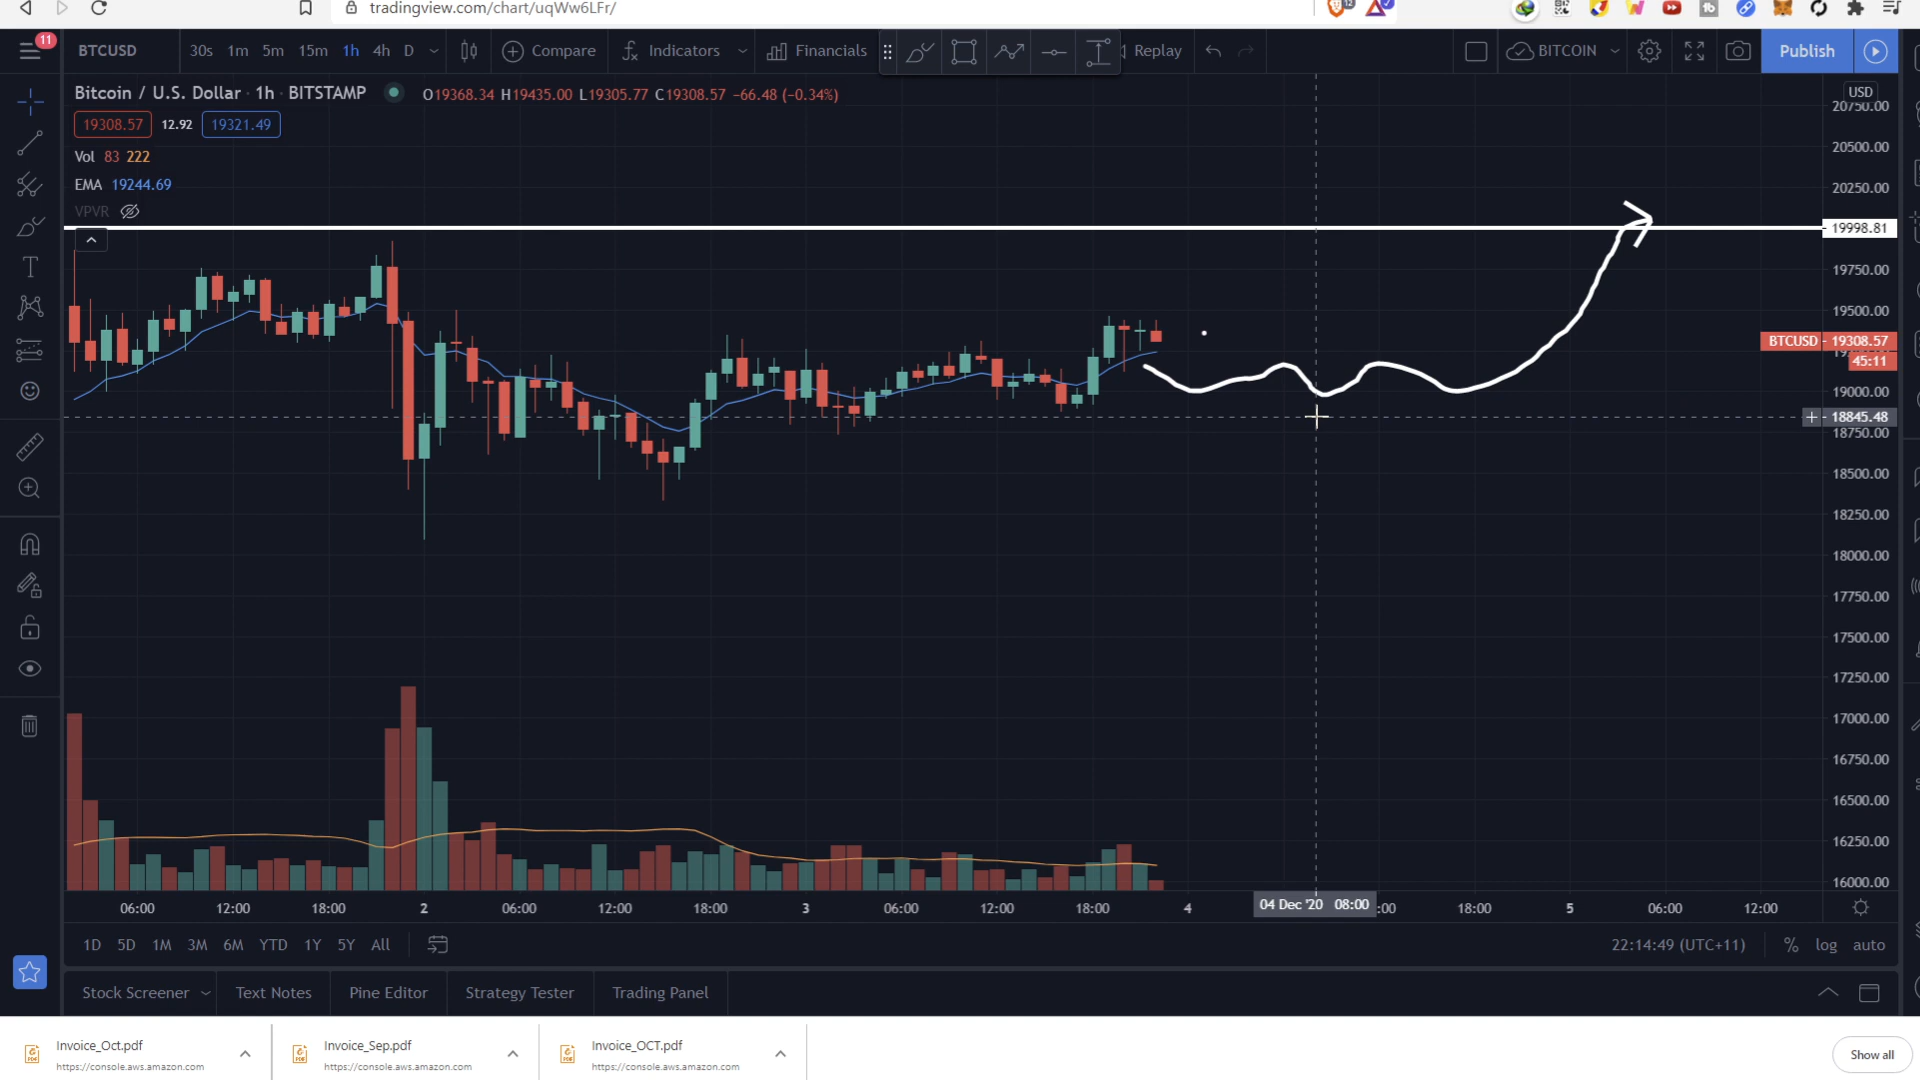 tradingview.com/chart/uqWw6LFr/
11
BTCUSD 30s 1m 5m 15m 1h 4h D Compare Indicators Financials Replay BITCOIN Publish
Bitcoin / U.S. Dollar · 1h · BITSTAMP O19368.34 H19435.00 L19305.77 C19308.57 −66.48 (−0.34%)
19308.57 12.92 19321.49
Vol 83 222
EMA 19244.69
VPVR
USD
20750.00
20500.00
20250.00
19998.81
19750.00
19500.00
BTCUSD 19308.57
45:11
19000.00
18845.48
18750.00
18500.00
18250.00
18000.00
17750.00
17500.00
17250.00
17000.00
16750.00
16500.00
16250.00
16000.00
06:00 12:00 18:00 2 06:00 12:00 18:00 3 06:00 12:00 18:00 4 04 Dec '20 08:00 :00 18:00 5 06:00 12:00
1D 5D 1M 3M 6M YTD 1Y 5Y All 22:14:49 (UTC+11) % log auto
Stock Screener Text Notes Pine Editor Strategy Tester Trading Panel
Invoice_Oct.pdf Invoice_Sep.pdf Invoice_OCT.pdf
https://console.aws.amazon.com https://console.aws.amazon.com https://console.aws.amazon.com
Show all